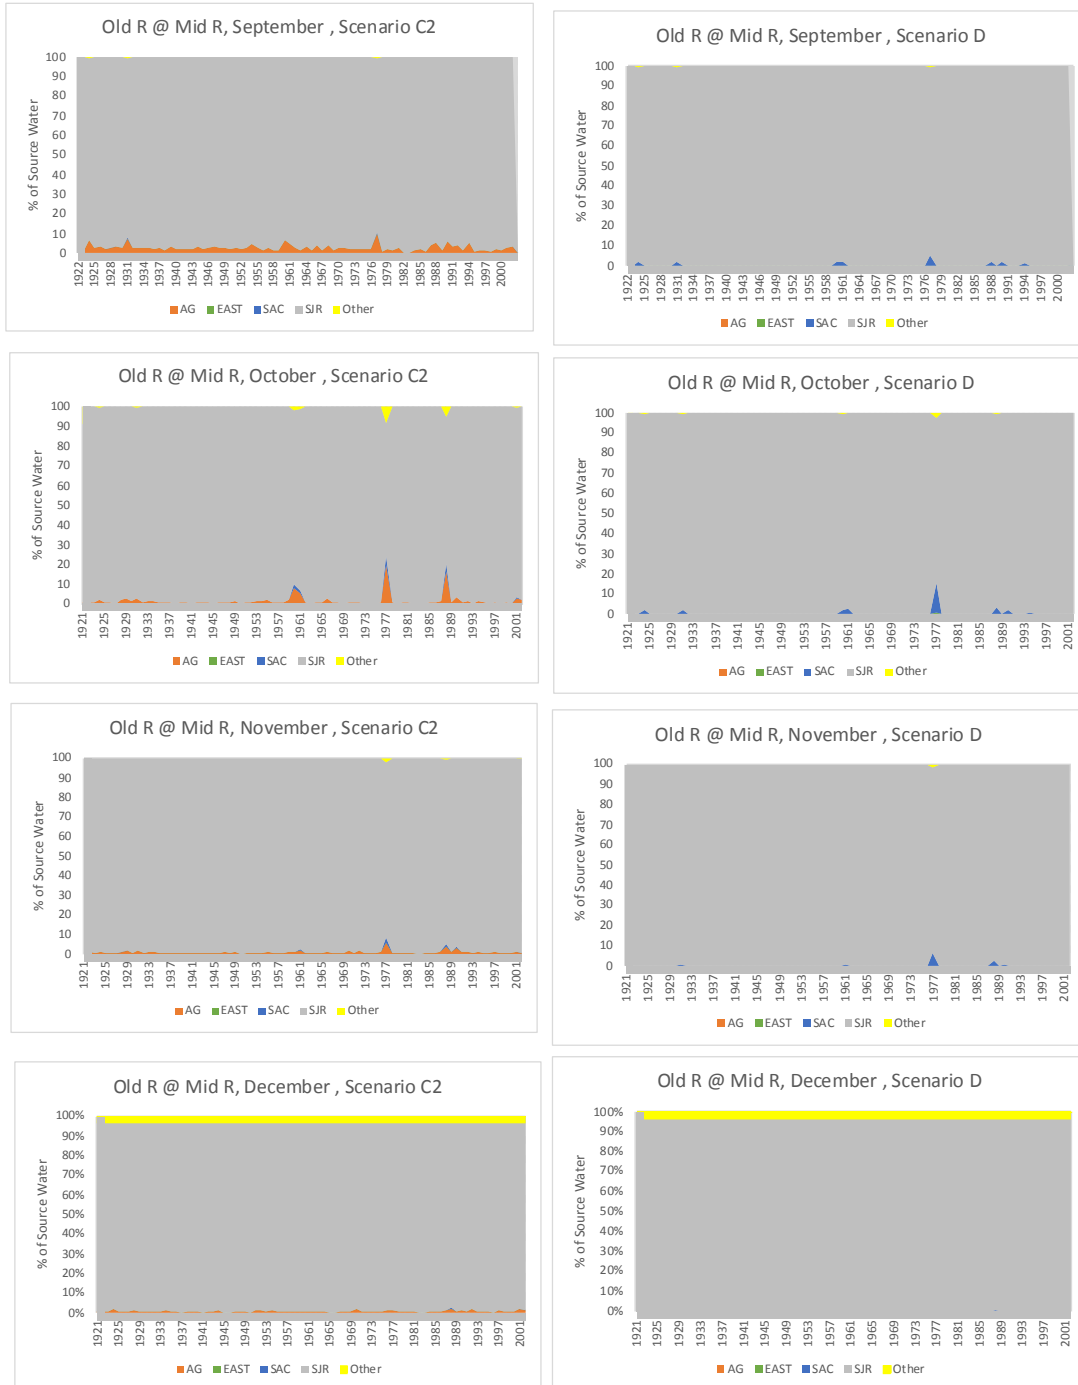 Old R @ Mid R, September , Scenario C2
% of Source Water
100
90
80
70
60
50
40
30
20
10
0
1922 1925 1928 1931 1934 1937 1940 1943 1946 1949 1952 1955 1958 1961 1964 1967 1970 1973 1976 1979 1982 1985 1988 1991 1994 1997 2000
AG EAST SAC SJR Other
Old R @ Mid R, September , Scenario D
% of Source Water
100
90
80
70
60
50
40
30
20
10
0
1922 1925 1928 1931 1934 1937 1940 1943 1946 1949 1952 1955 1958 1961 1964 1967 1970 1973 1976 1979 1982 1985 1988 1991 1994 1997 2000
AG EAST SAC SJR Other
Old R @ Mid R, October , Scenario C2
% of Source Water
100
90
80
70
60
50
40
30
20
10
0
1921 1925 1929 1933 1937 1941 1945 1949 1953 1957 1961 1965 1969 1973 1977 1981 1985 1989 1993 1997 2001
AG EAST SAC SJR Other
Old R @ Mid R, October , Scenario D
% of Source Water
100
90
80
70
60
50
40
30
20
10
0
1921 1925 1929 1933 1937 1941 1945 1949 1953 1957 1961 1965 1969 1973 1977 1981 1985 1989 1993 1997 2001
AG EAST SAC SJR Other
Old R @ Mid R, November , Scenario C2
% of Source Water
100
90
80
70
60
50
40
30
20
10
0
1921 1925 1929 1933 1937 1941 1945 1949 1953 1957 1961 1965 1969 1973 1977 1981 1985 1989 1993 1997 2001
AG EAST SAC SJR Other
Old R @ Mid R, November , Scenario D
% of Source Water
100
90
80
70
60
50
40
30
20
10
0
1921 1925 1929 1933 1937 1941 1945 1949 1953 1957 1961 1965 1969 1973 1977 1981 1985 1989 1993 1997 2001
AG EAST SAC SJR Other
Old R @ Mid R, December , Scenario C2
% of Source Water
100%
90%
80%
70%
60%
50%
40%
30%
20%
10%
0%
1921 1925 1929 1933 1937 1941 1945 1949 1953 1957 1961 1965 1969 1973 1977 1981 1985 1989 1993 1997 2001
AG EAST SAC SJR Other
Old R @ Mid R, December , Scenario D
% of Source Water
100%
90%
80%
70%
60%
50%
40%
30%
20%
10%
0%
1921 1925 1929 1933 1937 1941 1945 1949 1953 1957 1961 1965 1969 1973 1977 1981 1985 1989 1993 1997 2001
AG EAST SAC SJR Other